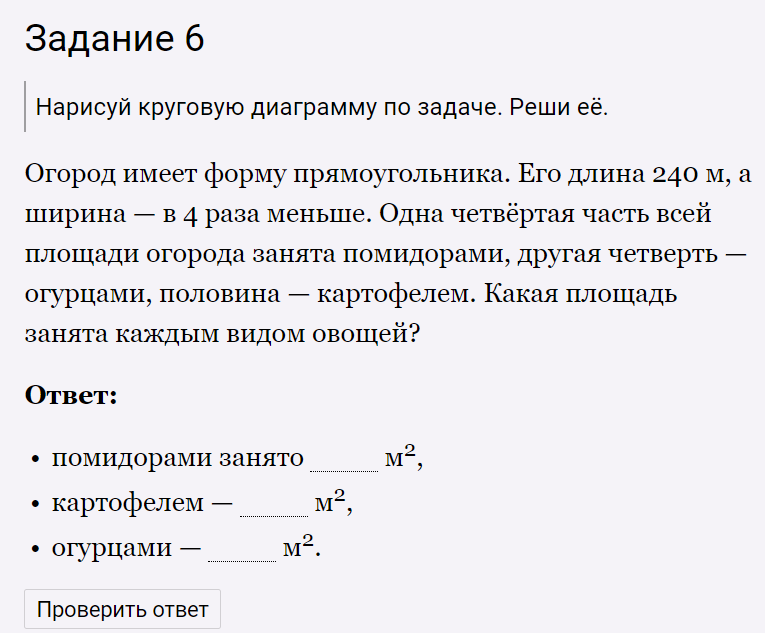 Задание 6
Нарисуй круговую диаграмму по задаче. Реши её.
Огород имеет форму прямоугольника. Его длина 240 м, а
ширина — в 4 раза меньше. Одна четвёртая часть всей
площади огорода занята помидорами, другая четверть —
огурцами, половина — картофелем. Какая площадь
занята каждым видом овощей?
Ответ:
• помидорами занято ______ м²,
• картофелем — ______ м²,
• огурцами — ______ м².
Проверить ответ